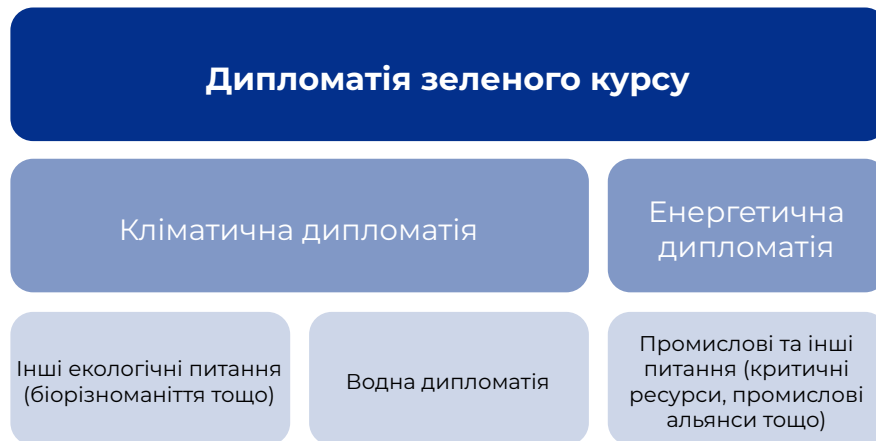 Дипломатія зеленого курсу
Кліматична дипломатія
Енергетична
дипломатія
Інші екологічні питання
(біорізноманіття тощо)
Водна дипломатія
Промислові та інші
питання (критичні
ресурси, промислові
альянси тощо)